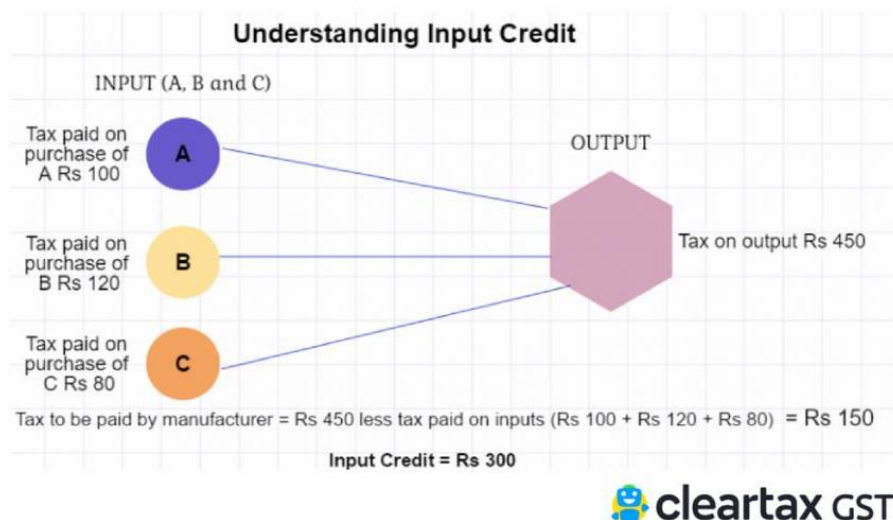 Understanding Input Credit
INPUT (A, B and C)
Tax paid on
purchase of
A Rs 100
A
OUTPUT
Tax paid on
purchase of
B Rs 120
B
Tax on output Rs 450
Tax paid on
purchase of
C Rs 80
C
Tax to be paid by manufacturer = Rs 450 less tax paid on inputs (Rs 100 + Rs 120 + Rs 80) = Rs 150
Input Credit = Rs 300
cleartax GST